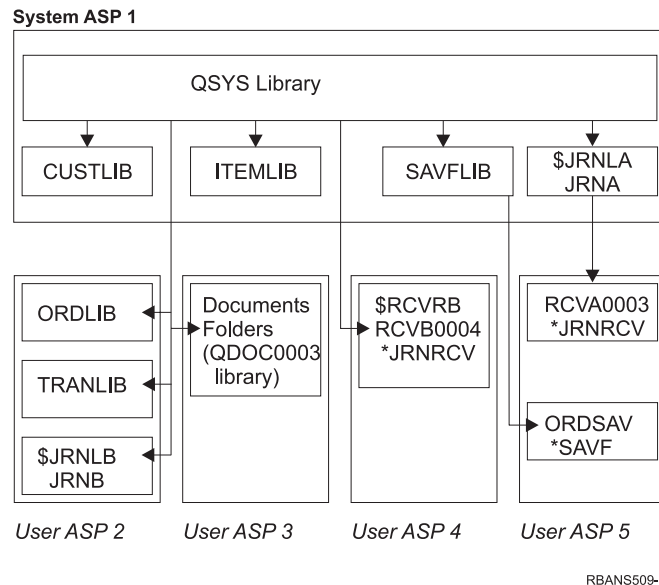 System ASP 1
QSYS Library
CUSTLIB
ITEMLIB
SAVFLIB
$JRNLA
JRNA
ORDLIB
TRANLIB
$JRNLB
JRNB
Documents
Folders
(QDOC0003
library)
$RCVRB
RCVB0004
*JRNRCV
RCVA0003
*JRNRCV
ORDSAV
*SAVF
User ASP 2
User ASP 3
User ASP 4
User ASP 5
RBANS509-